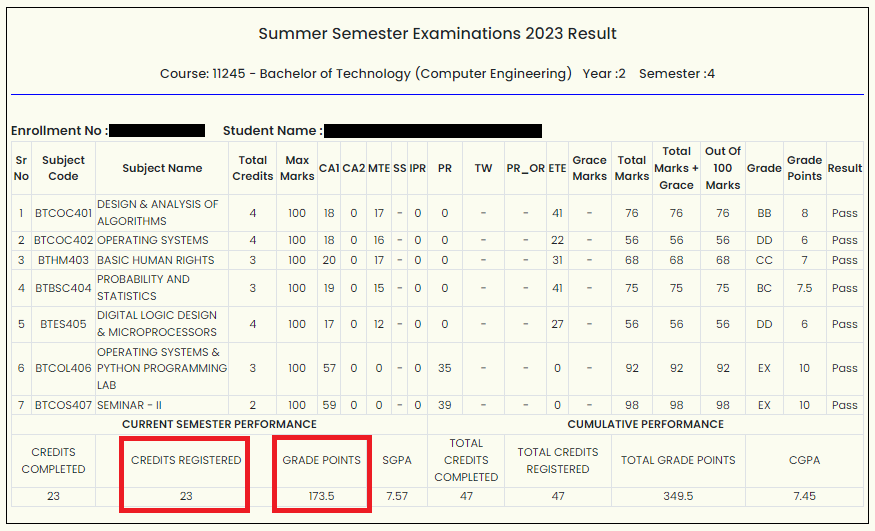 Summer Semester Examinations 2023 Result
Course: 11245 - Bachelor of Technology (Computer Engineering) Year :2 Semester :4
Enrollment No : Student Name :
Sr No Subject Code Subject Name Total Credits Max Marks CA1 CA2 MTE SS IPR PR TW PR_OR ETE Grace Marks Total Marks Total Marks + Grace Out Of 100 Marks Grade Grade Points Result
1 BTCOC401 DESIGN & ANALYSIS OF ALGORITHMS 4 100 18 0 17 - 0 0 - - 41 - 76 76 76 BB 8 Pass
2 BTCOC402 OPERATING SYSTEMS 4 100 18 0 16 - 0 0 - - 22 - 56 56 56 DD 6 Pass
3 BTHM403 BASIC HUMAN RIGHTS 3 100 20 0 17 - 0 0 - - 31 - 68 68 68 CC 7 Pass
4 BTBSC404 PROBABILITY AND STATISTICS 3 100 19 0 15 - 0 0 - - 41 - 75 75 75 BC 7.5 Pass
5 BTES405 DIGITAL LOGIC DESIGN & MICROPROCESSORS 4 100 17 0 12 - 0 0 - - 27 - 56 56 56 DD 6 Pass
6 BTCOL406 OPERATING SYSTEMS & PYTHON PROGRAMMING LAB 3 100 57 0 0 - 0 35 - - 0 - 92 92 92 EX 10 Pass
7 BTCOS407 SEMINAR - II 2 100 59 0 0 - 0 39 - - 0 - 98 98 98 EX 10 Pass
CURRENT SEMESTER PERFORMANCE CUMULATIVE PERFORMANCE
CREDITS COMPLETED CREDITS REGISTERED GRADE POINTS SGPA TOTAL CREDITS COMPLETED TOTAL CREDITS REGISTERED TOTAL GRADE POINTS CGPA
23 23 173.5 7.57 47 47 349.5 7.45